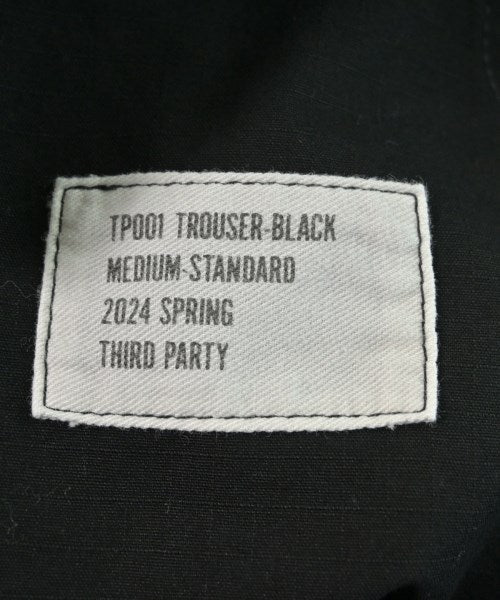 TP001 TROUSER-BLACK
MEDIUM-STANDARD
2024 SPRING
THIRD PARTY